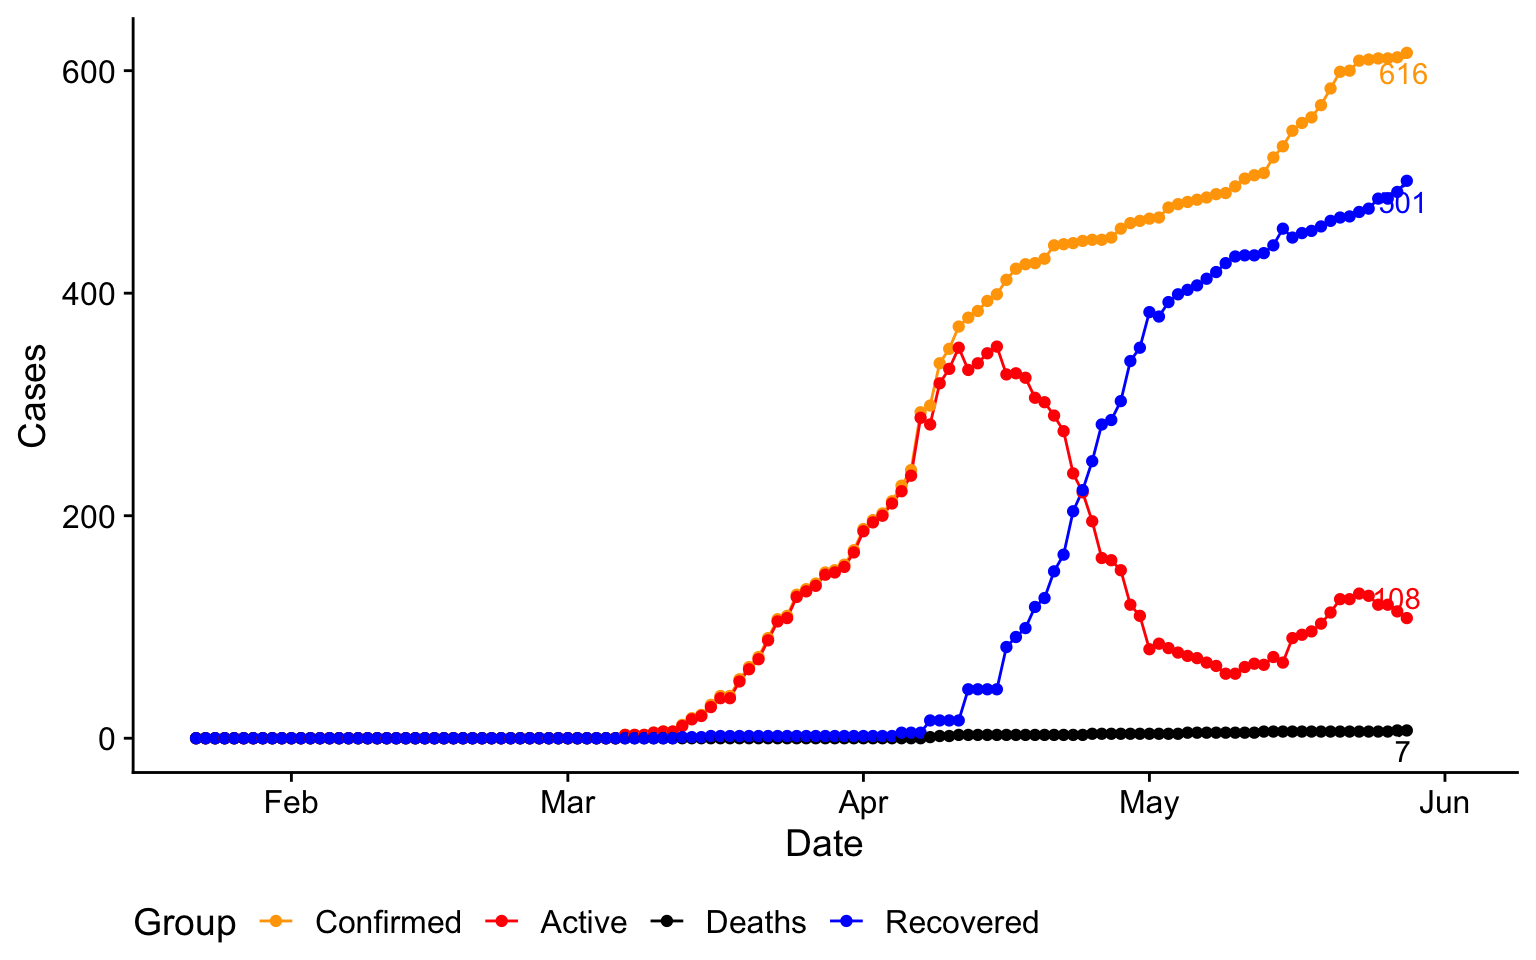 600
616
501
400
Cases
200
108
0
7
Feb Mar Apr May Jun
Date
Group Confirmed Active Deaths Recovered